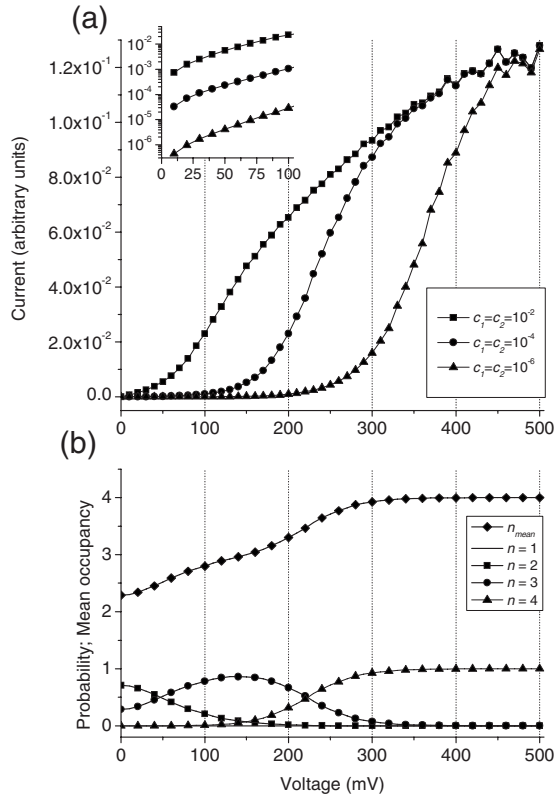 (a)
10⁻²
10⁻³
10⁻⁴
10⁻⁵
10⁻⁶
0 25 50 75 100
1.2x10⁻¹
1.0x10⁻¹
8.0x10⁻²
6.0x10⁻²
4.0x10⁻²
2.0x10⁻²
0.0
Current (arbitrary units)
c₁=c₂=10⁻²
c₁=c₂=10⁻⁴
c₁=c₂=10⁻⁶
0 100 200 300 400 500
(b)
4
3
2
1
0
Probability; Mean occupancy
n_mean
n = 1
n = 2
n = 3
n = 4
0 100 200 300 400 500
Voltage (mV)